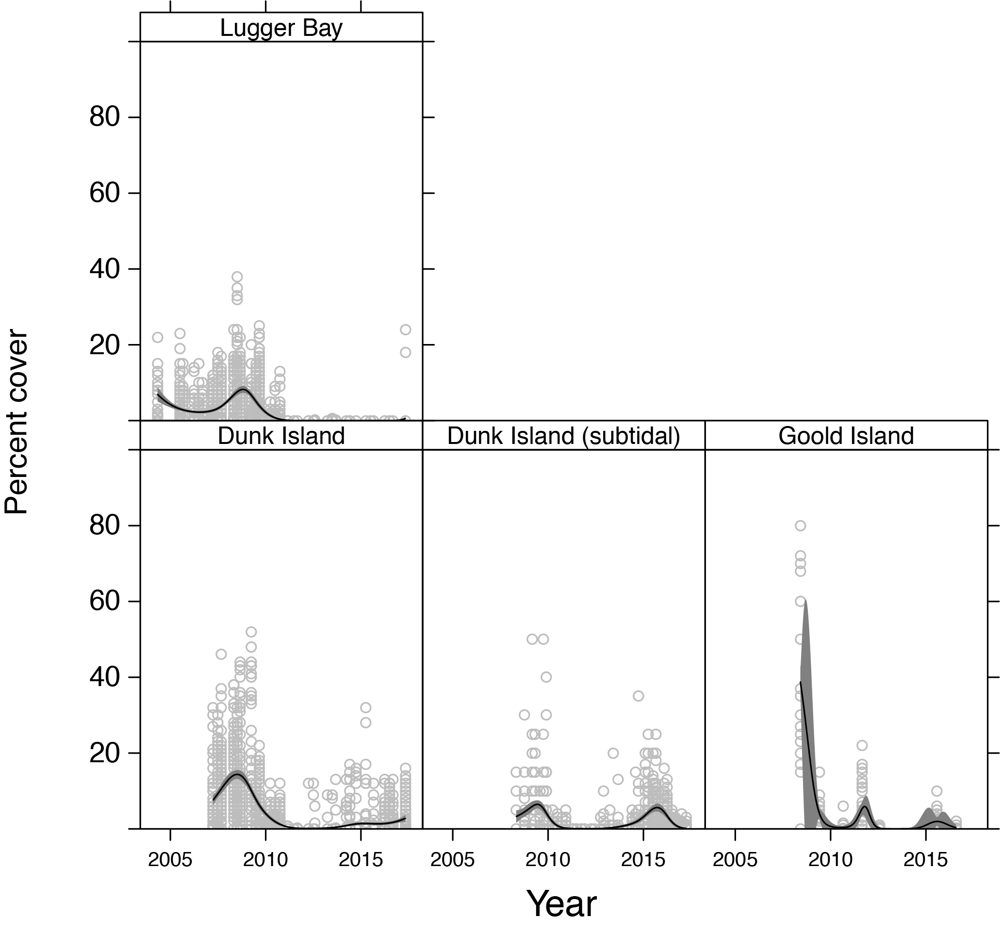 Lugger Bay
80
60
40
20
Percent cover
Dunk Island
Dunk Island (subtidal)
Goold Island
80
60
40
20
2005 2010 2015 2005 2010 2015 2005 2010 2015
Year